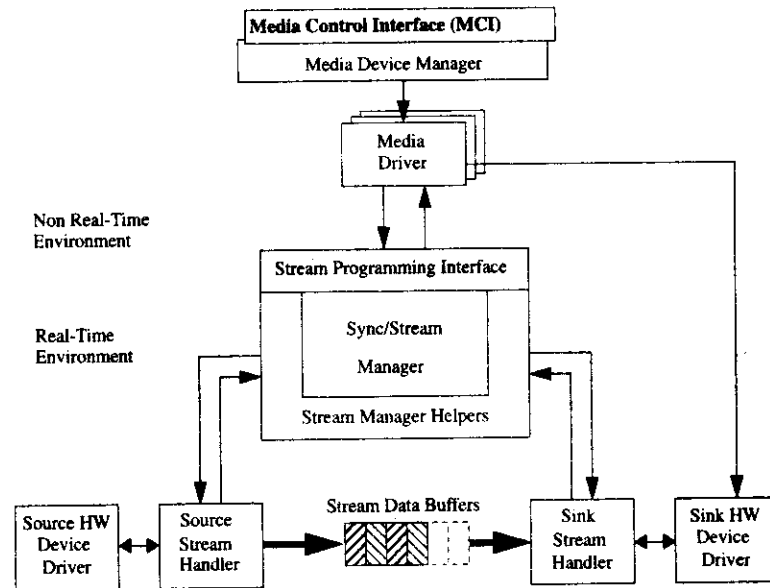 Media Control Interface (MCI)
Media Device Manager
Media
Driver
Non Real-Time
Environment
Stream Programming Interface
Real-Time
Environment
Sync/Stream
Manager
Stream Manager Helpers
Stream Data Buffers
Source HW
Device
Driver
Source
Stream
Handler
Sink
Stream
Handler
Sink HW
Device
Driver